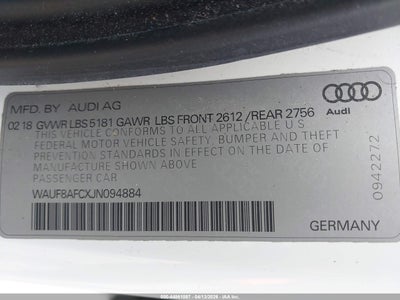 MFD. BY AUDI AG
02 18 GVWR LBS 5181 GAWR LBS FRONT 2612 /REAR 2756
THIS VEHICLE CONFORMS TO ALL APPLICABLE U S
FEDERAL MOTOR VEHICLE SAFETY, BUMPER AND THEFT
PREVENTION STANDARDS IN EFFECT ON THE DATE OF
MANUFACTURE SHOWN ABOVE
PASSENGER CAR
WAUF8AFCXJN094884
Audi
0942272
GERMANY